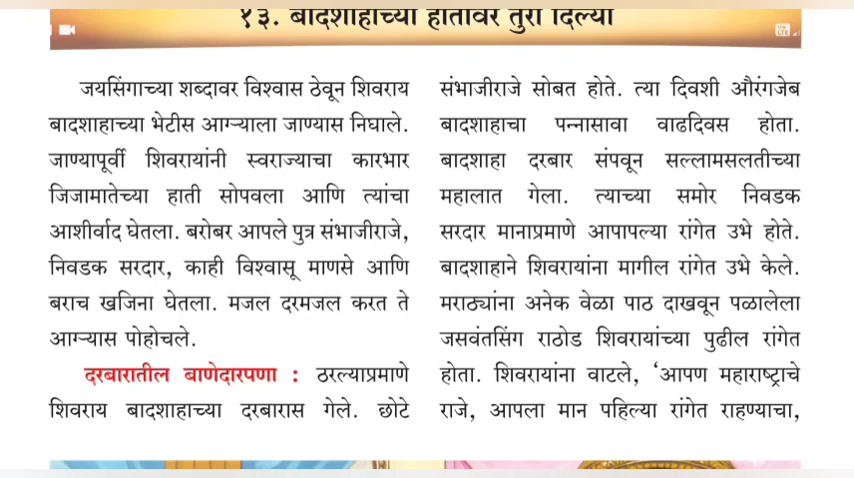 १३. बादशाहाच्या हातावर तुरी दिल्या
जयसिंगाच्या शब्दावर विश्वास ठेवून शिवराय
बादशाहाच्या भेटीस आग्ऱ्याला जाण्यास निघाले.
जाण्यापूर्वी शिवरायांनी स्वराज्याचा कारभार
जिजामातेच्या हाती सोपवला आणि त्यांचा
आशीर्वाद घेतला. बरोबर आपले पुत्र संभाजीराजे,
निवडक सरदार, काही विश्वासू माणसे आणि
बराच खजिना घेतला. मजल दरमजल करत ते
आग्ऱ्यास पोहोचले.
दरबारातील बाणेदारपणा : ठरल्याप्रमाणे
शिवराय बादशाहाच्या दरबारास गेले. छोटे
संभाजीराजे सोबत होते. त्या दिवशी औरंगजेब
बादशाहाचा पन्नासावा वाढदिवस होता.
बादशाहा दरबार संपवून सल्लामसलतीच्या
महालात गेला. त्याच्या समोर निवडक
सरदार मानाप्रमाणे आपापल्या रांगेत उभे होते.
बादशाहाने शिवरायांना मागील रांगेत उभे केले.
मराठ्यांना अनेक वेळा पाठ दाखवून पळालेला
जसवंतसिंग राठोड शिवरायांच्या पुढील रांगेत
होता. शिवरायांना वाटले, ‘आपण महाराष्ट्राचे
राजे, आपला मान पहिल्या रांगेत राहण्याचा,